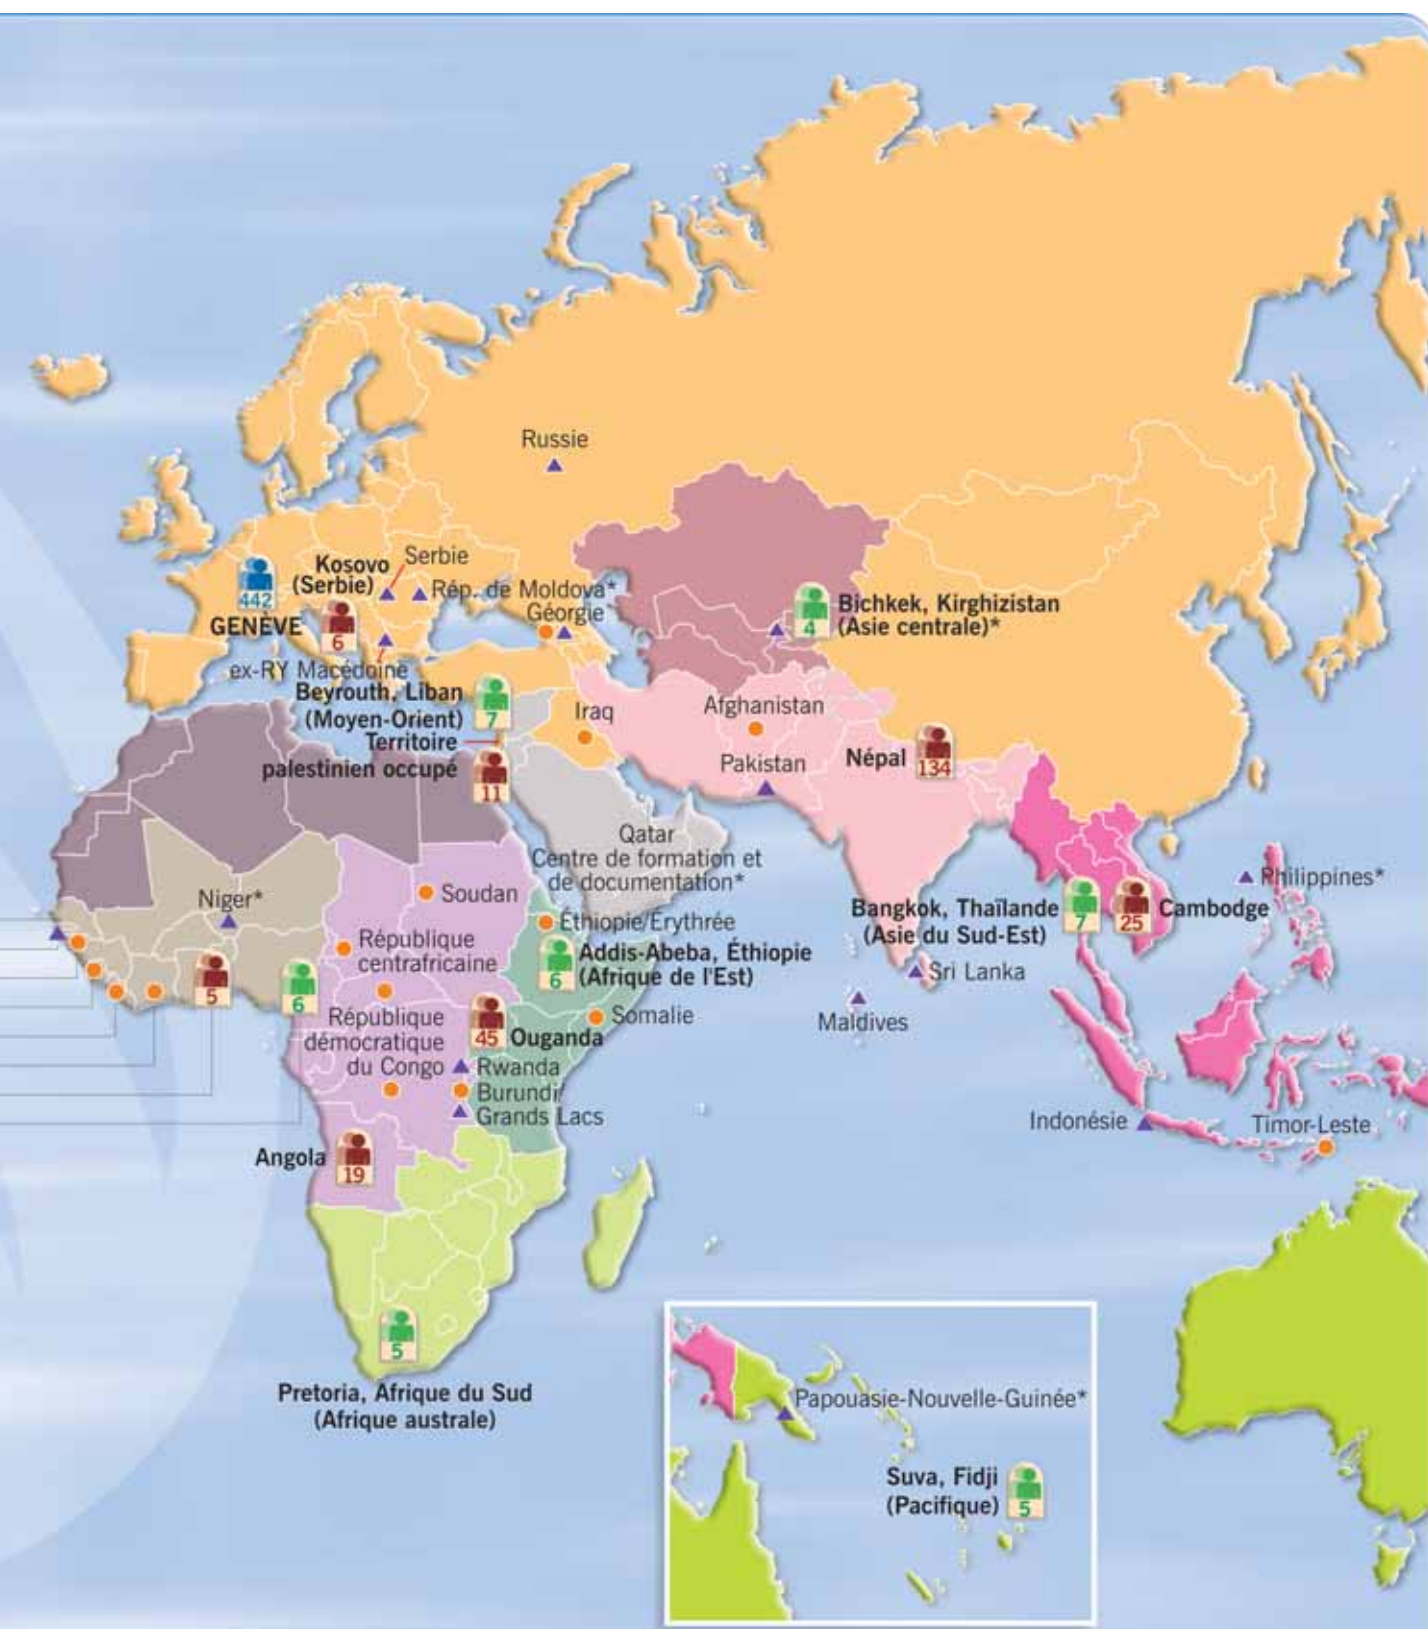 Russie
Kosovo
(Serbie)
Serbie
442
GENÈVE
6
Rép. de Moldova*
Géorgie
ex-RY Macédoine
4
Bichkek, Kirghizistan
(Asie centrale)*
Beyrouth, Liban
(Moyen-Orient)
7
Territoire
palestinien occupé
11
Iraq
Afghanistan
Pakistan
Népal
134
Qatar
Centre de formation et
de documentation*
Niger*
Soudan
Éthiopie/Erythrée
Philippines*
Bangkok, Thaïlande
(Asie du Sud-Est)
7
25
Cambodge
République
centrafricaine
Addis-Abeba, Éthiopie
(Afrique de l'Est)
6
5
6
Sri Lanka
Maldives
République
démocratique
du Congo
45
Ouganda
Somalie
Rwanda
Burundi/
Grands Lacs
Indonésie
Timor-Leste
Angola
19
5
Pretoria, Afrique du Sud
(Afrique australe)
Papouasie-Nouvelle-Guinée*
Suva, Fidji
(Pacifique)
5